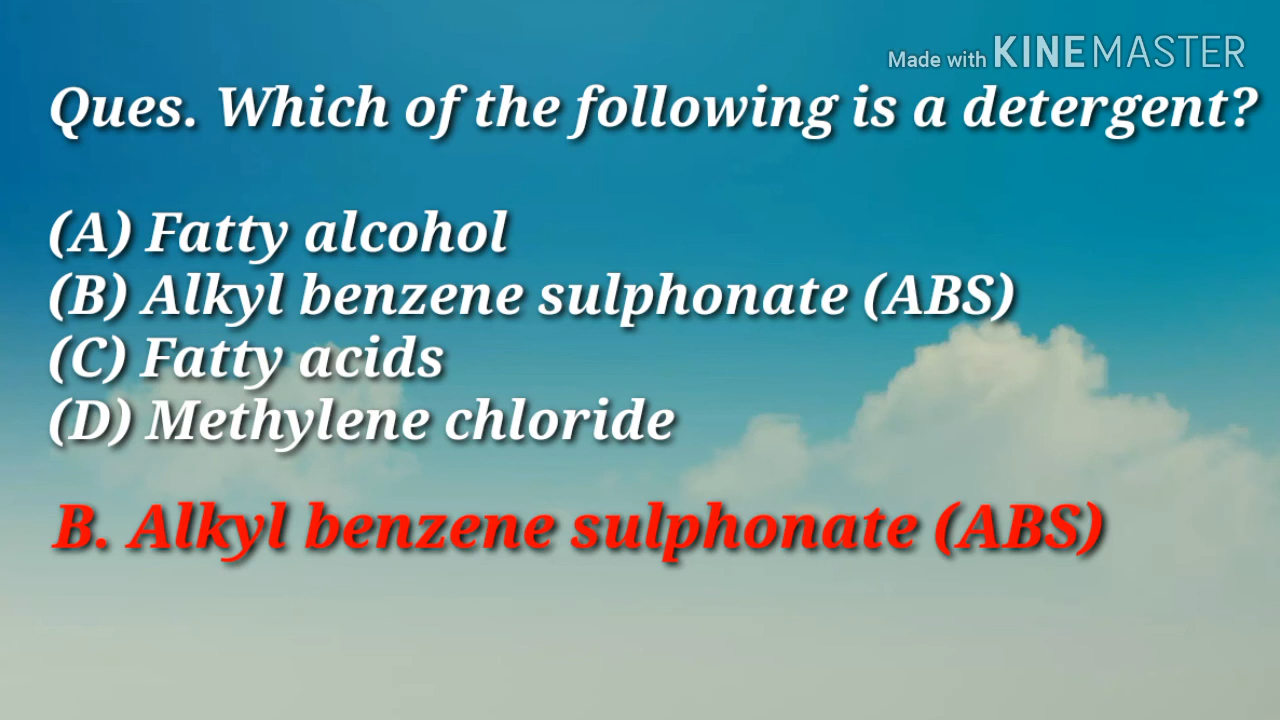 Made with KINEMASTER
Ques. Which of the following is a detergent?
(A) Fatty alcohol
(B) Alkyl benzene sulphonate (ABS)
(C) Fatty acids
(D) Methylene chloride
B. Alkyl benzene sulphonate (ABS)